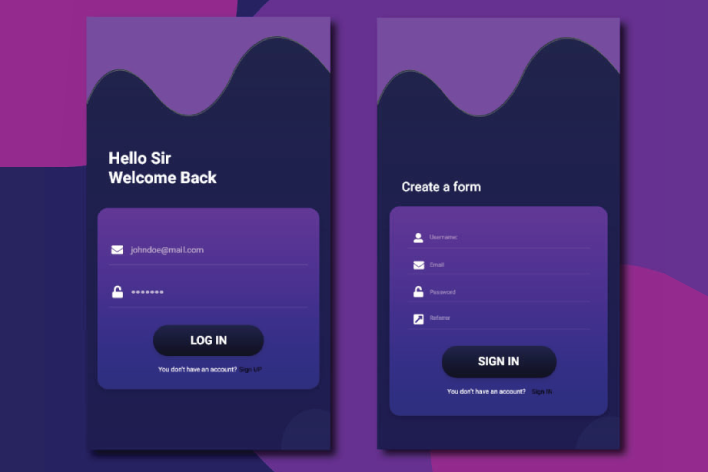 Hello Sir
Welcome Back
johndoe@mail.com
*******
LOG IN
You don't have an account? Sign UP
Create a form
Username
Email
Password
SIGN IN
You don't have an account? Sign IN